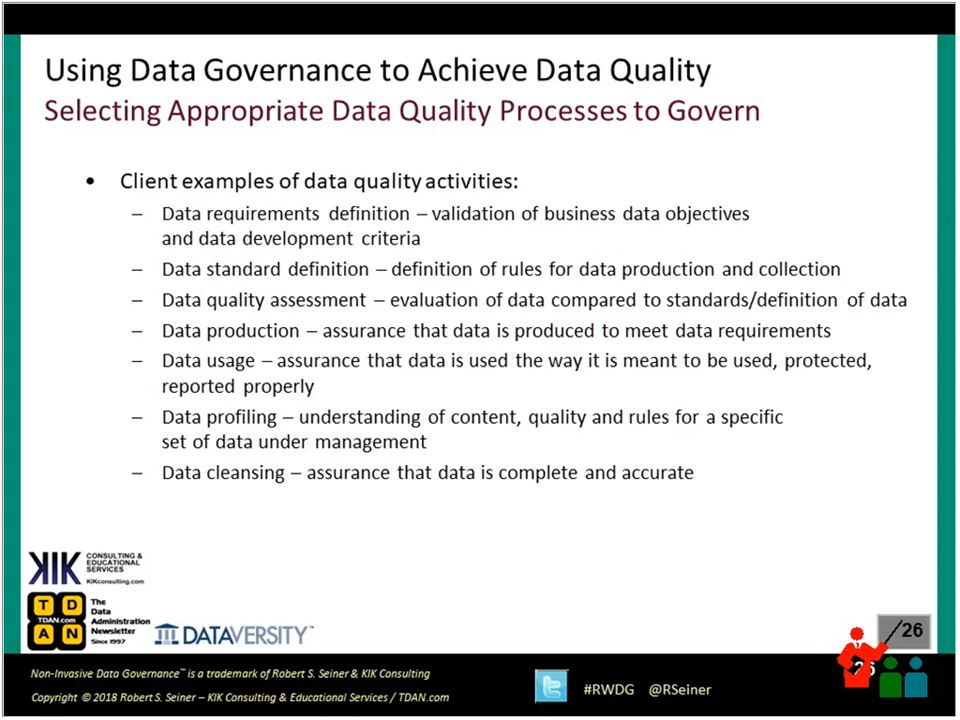 Using Data Governance to Achieve Data Quality
Selecting Appropriate Data Quality Processes to Govern
• Client examples of data quality activities:
– Data requirements definition – validation of business data objectives
and data development criteria
– Data standard definition – definition of rules for data production and collection
– Data quality assessment – evaluation of data compared to standards/definition of data
– Data production – assurance that data is produced to meet data requirements
– Data usage – assurance that data is used the way it is meant to be used, protected,
reported properly
– Data profiling – understanding of content, quality and rules for a specific
set of data under management
– Data cleansing – assurance that data is complete and accurate
KIK
CONSULTING &
EDUCATIONAL
SERVICES
KIKconsulting.com
T D
TDAN.com
A N
The
Data
Administration
Newsletter
Since 1997
DATAVERSITY™
26
26
Non-Invasive Data Governance™ is a trademark of Robert S. Seiner & KIK Consulting
Copyright © 2018 Robert S. Seiner – KIK Consulting & Educational Services / TDAN.com
#RWDG @RSeiner